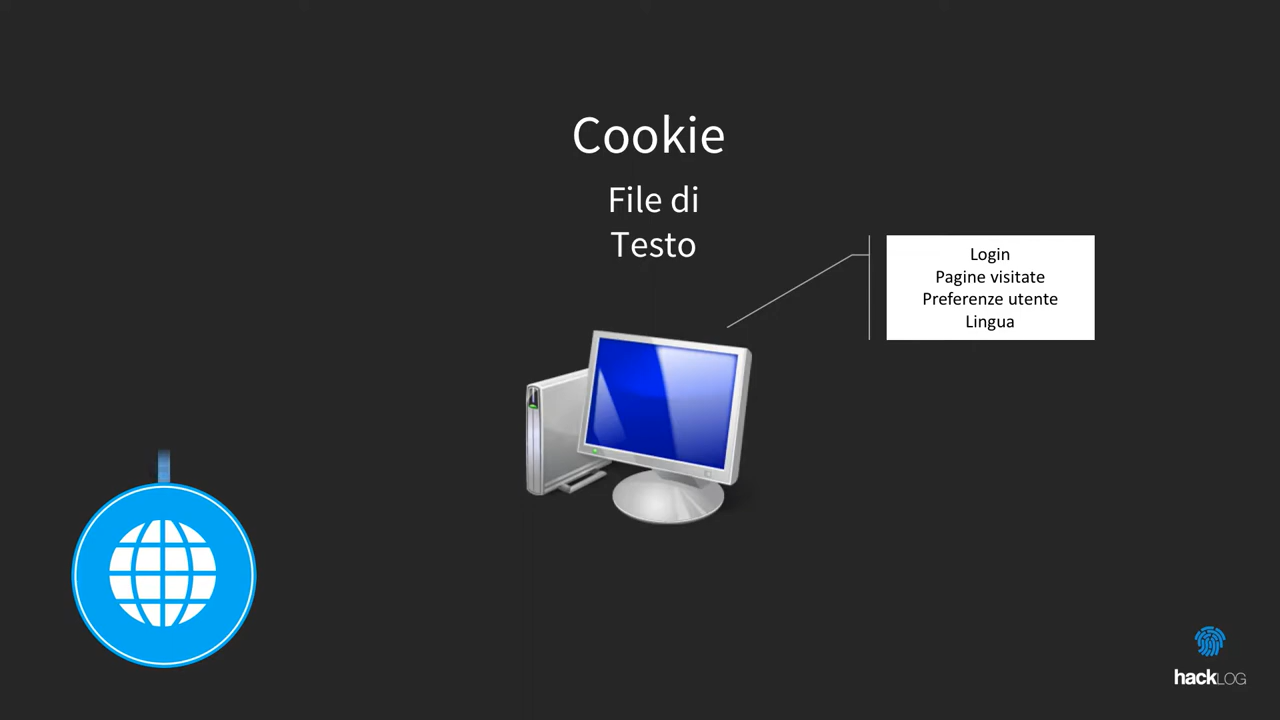 Cookie
File di
Testo
Login
Pagine visitate
Preferenze utente
Lingua
hackLOG